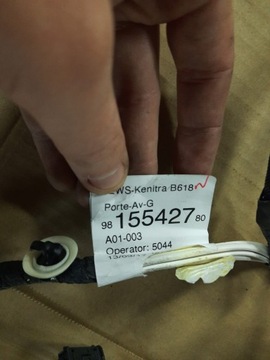 WS-Kenitra-B618
Porte-Av-G
98 155427 80
A01-003
Operator: 5044